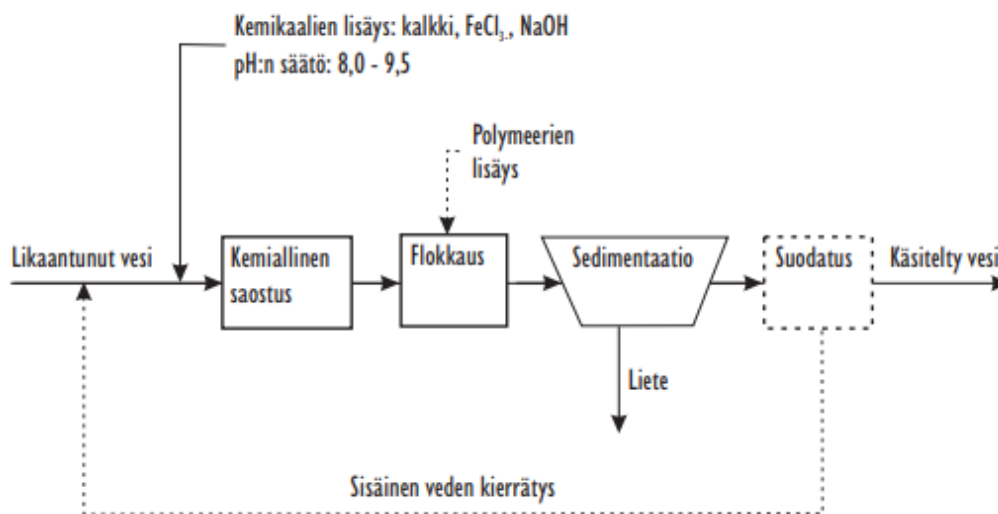 Kemikaalien lisäys: kalkki, FeCl₃., NaOH
pH:n säätö: 8,0 - 9,5
Polymeerien
lisäys
Likaantunut vesi
Kemiallinen
saostus
Flokkaus
Sedimentaatio
Suodatus
Käsitelty vesi
Liete
Sisäinen veden kierrätys